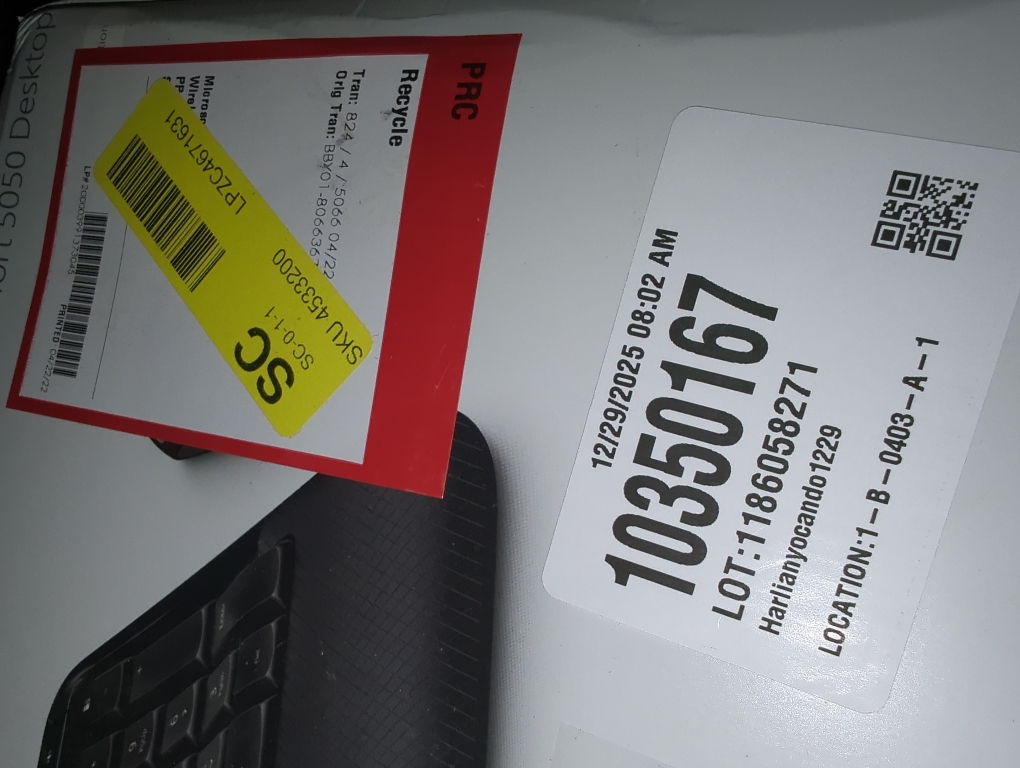 5050 Desktop
PRC
Recycle
Tran: 824 / 4 / 5066 04/22
Orig Tran: BBY01-806636
Microso
PRINTED 04/22/22
LPZC4671631
SC
SC-0-1-1
SKU 4533200
12/29/2025 08:02 AM
10350167
LOT:1186058271
Harlianyocando1229
LOCATION:1-B-0403-A-1